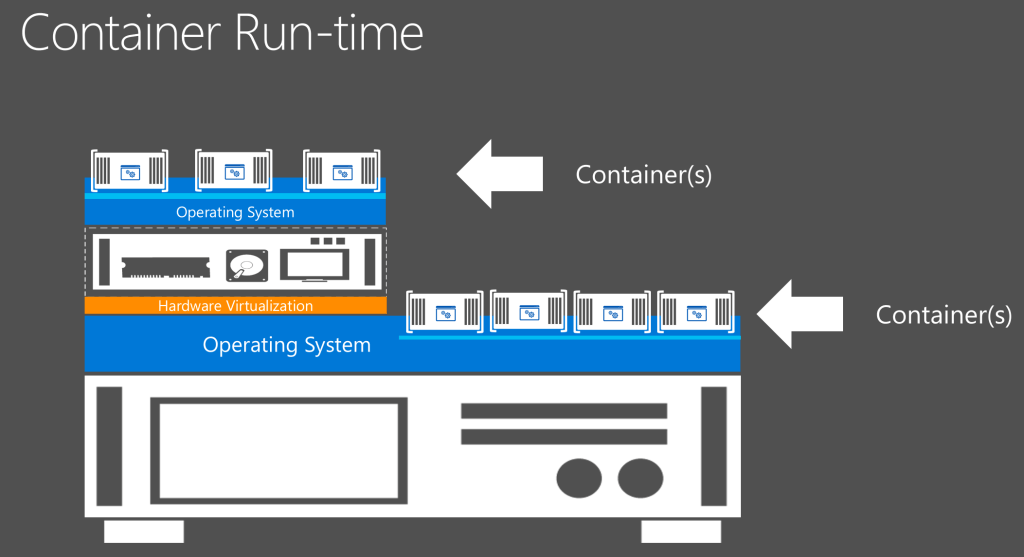 Container Run-time
Container(s)
Operating System
Hardware Virtualization
Container(s)
Operating System